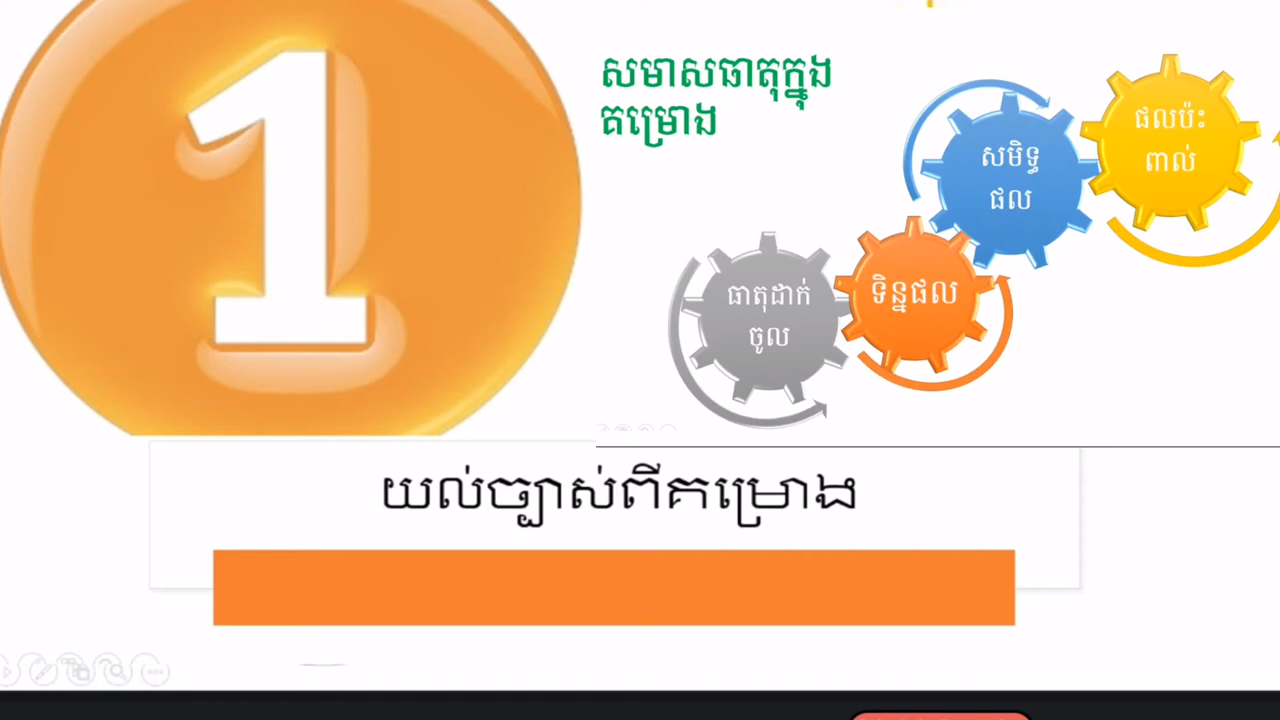 1
សមាសធាតុក្នុង
គម្រោង
ផលប៉ះ
ពាល់
សមិទ្ធ
ផល
ទិន្នផល
ធាតុដាក់
ចូល
យល់ច្បាស់ពីគម្រោង